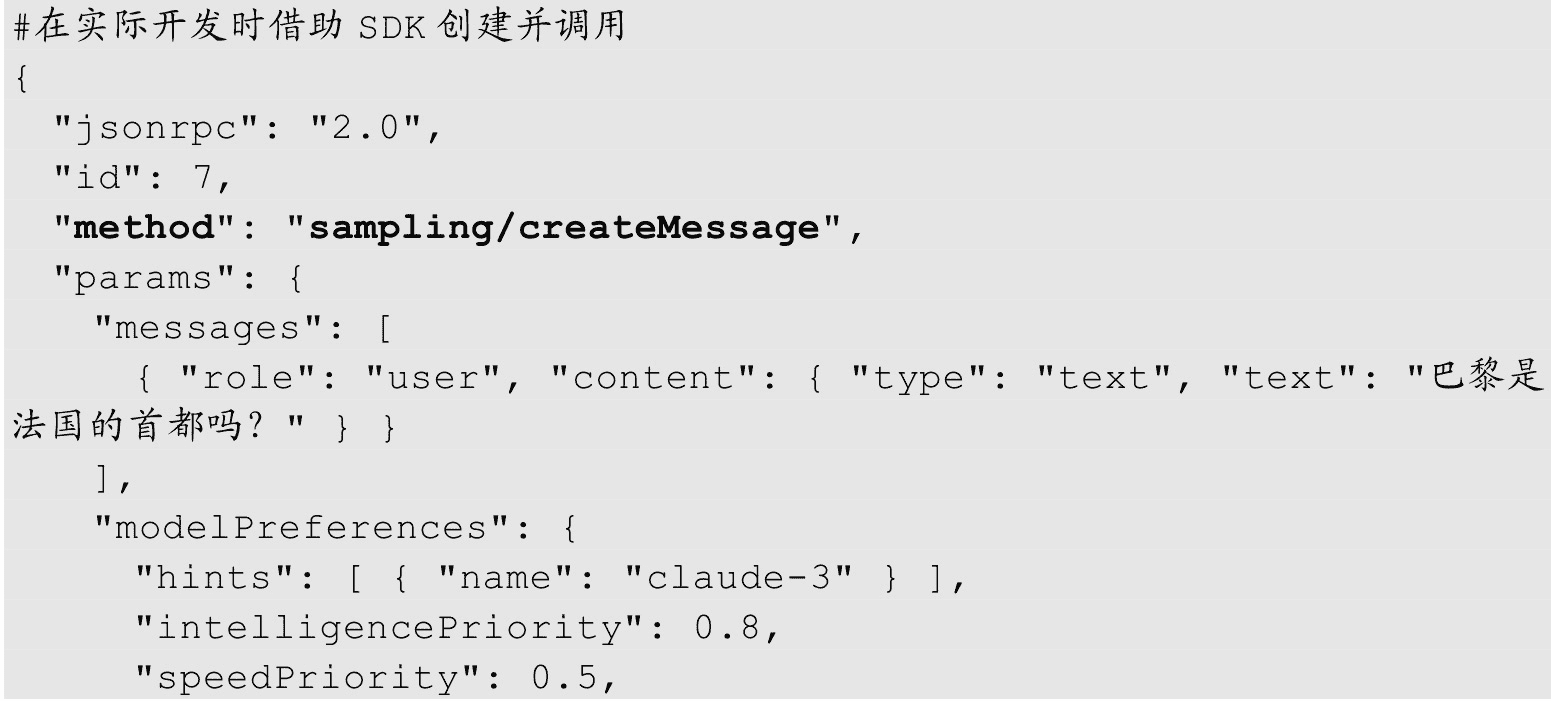 #在实际开发时借助 SDK 创建并调用
{
  "jsonrpc": "2.0",
  "id": 7,
  "method": "sampling/createMessage",
  "params": {
    "messages": [
      { "role": "user", "content": { "type": "text", "text": "巴黎是
法国的首都吗？" } }
    ],
    "modelPreferences": {
      "hints": [ { "name": "claude-3" } ],
      "intelligencePriority": 0.8,
      "speedPriority": 0.5,